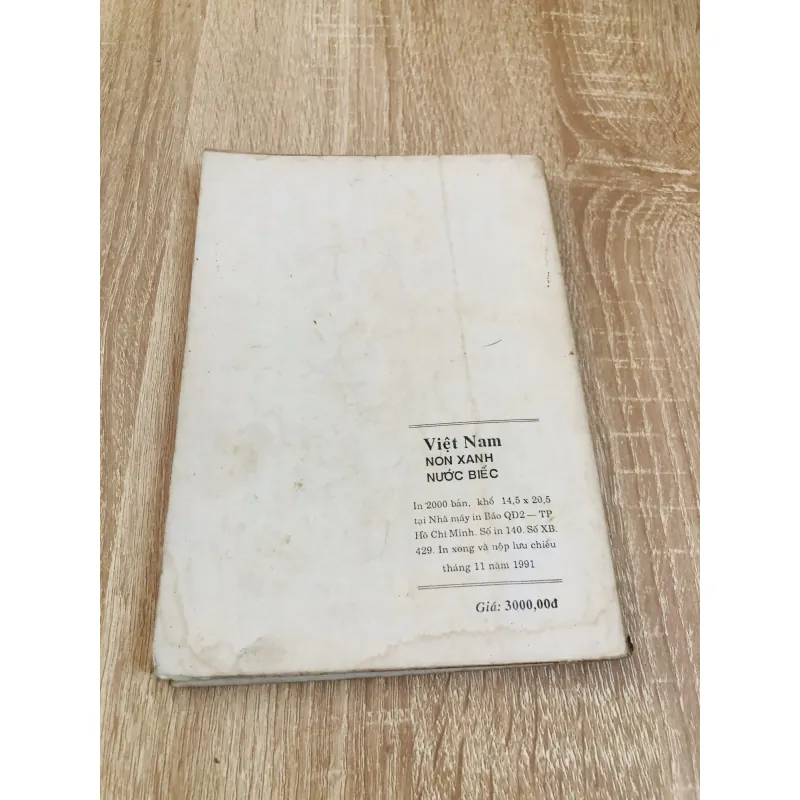 Việt Nam
NON XANH
NƯỚC BIẾC
In 2000 bản, khổ 14,5 x 20,5
tại Nhà máy in Báo QĐ2 — TP
Hồ Chí Minh. Số in 140. Số XB.
429. In xong và nộp lưu chiểu
tháng 11 năm 1991
Giá: 3000,00đ